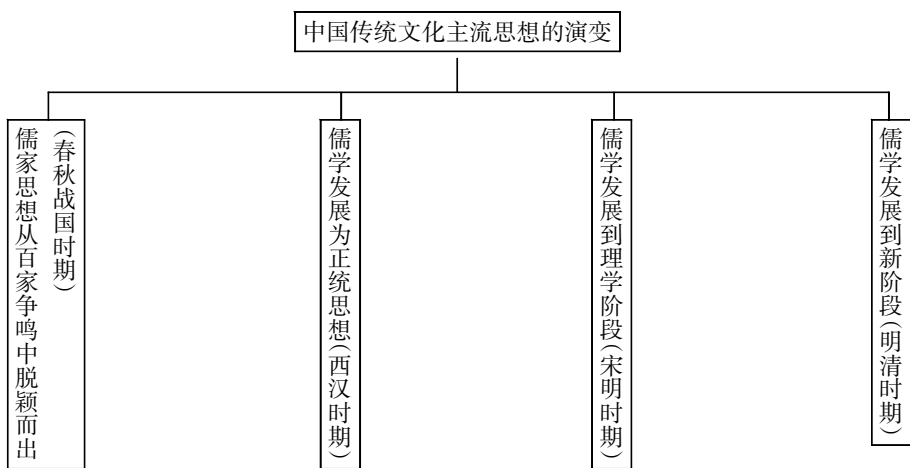 中国传统文化主流思想的演变
儒家思想从百家争鸣中脱颖而出
(春秋战国时期)
儒学发展为正统思想(西汉时期)
儒学发展到理学阶段(宋明时期)
儒学发展到新阶段(明清时期)